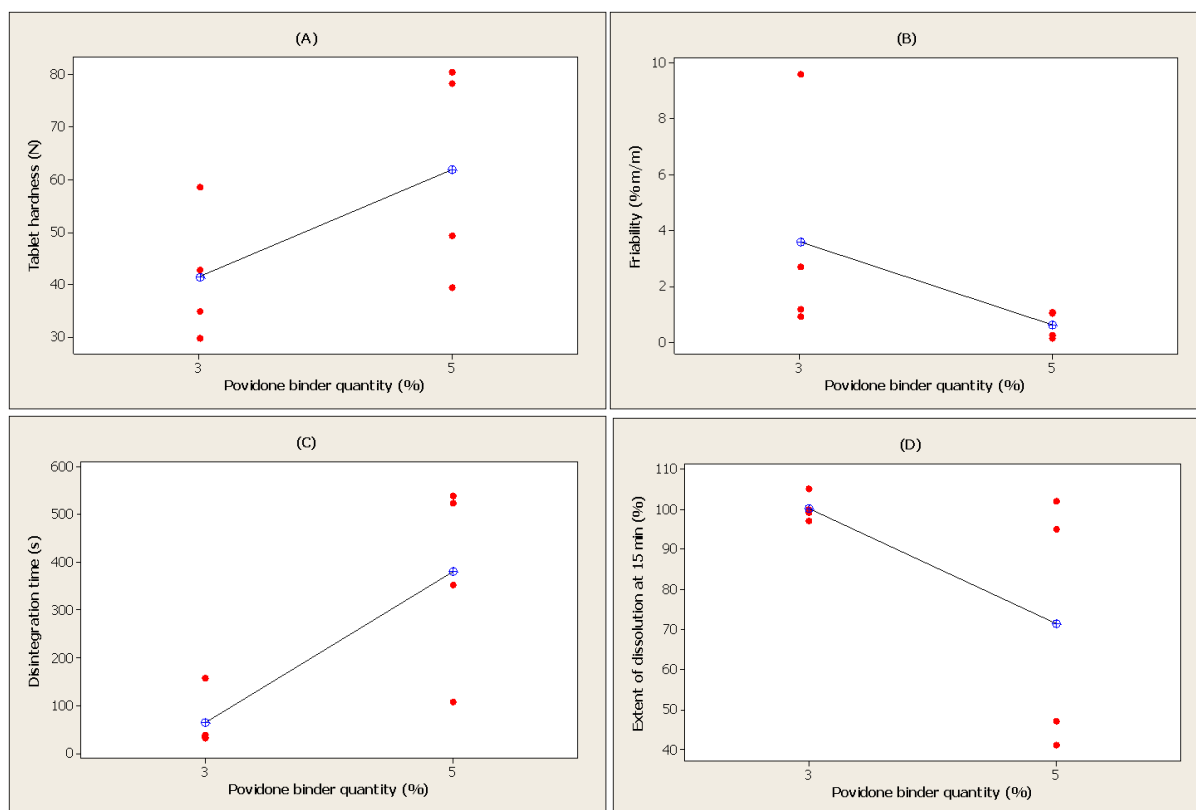 (A)
Tablet hardness (N)
80
70
60
50
40
30
3 5
Povidone binder quantity (%)
(B)
Friability (%m/m)
10
8
6
4
2
0
3 5
Povidone binder quantity (%)
(C)
Disintegration time (s)
600
500
400
300
200
100
0
3 5
Povidone binder quantity (%)
(D)
Extent of dissolution at 15 min (%)
110
100
90
80
70
60
50
40
3 5
Povidone binder quantity (%)